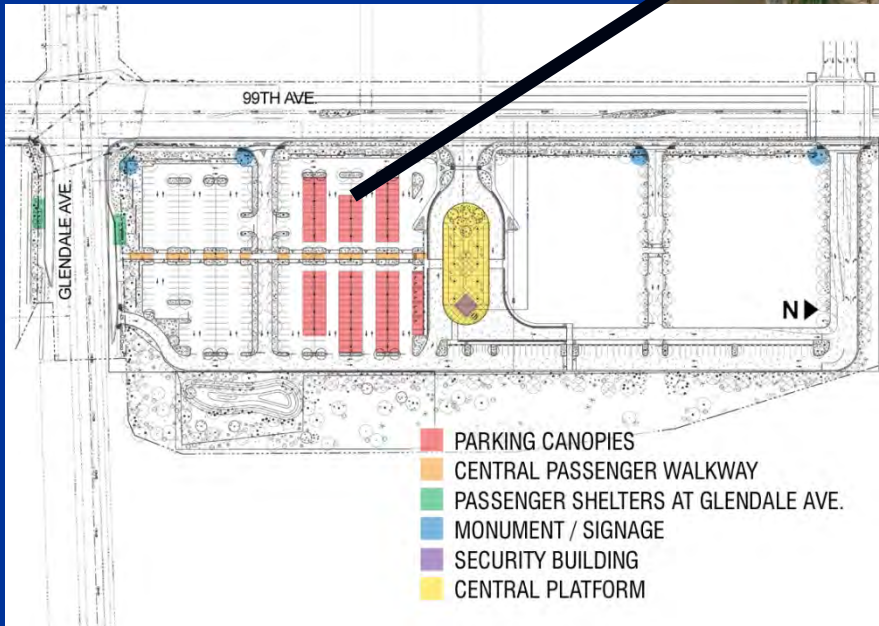 99TH AVE.
GLENDALE AVE.
N
PARKING CANOPIES
CENTRAL PASSENGER WALKWAY
PASSENGER SHELTERS AT GLENDALE AVE.
MONUMENT / SIGNAGE
SECURITY BUILDING
CENTRAL PLATFORM